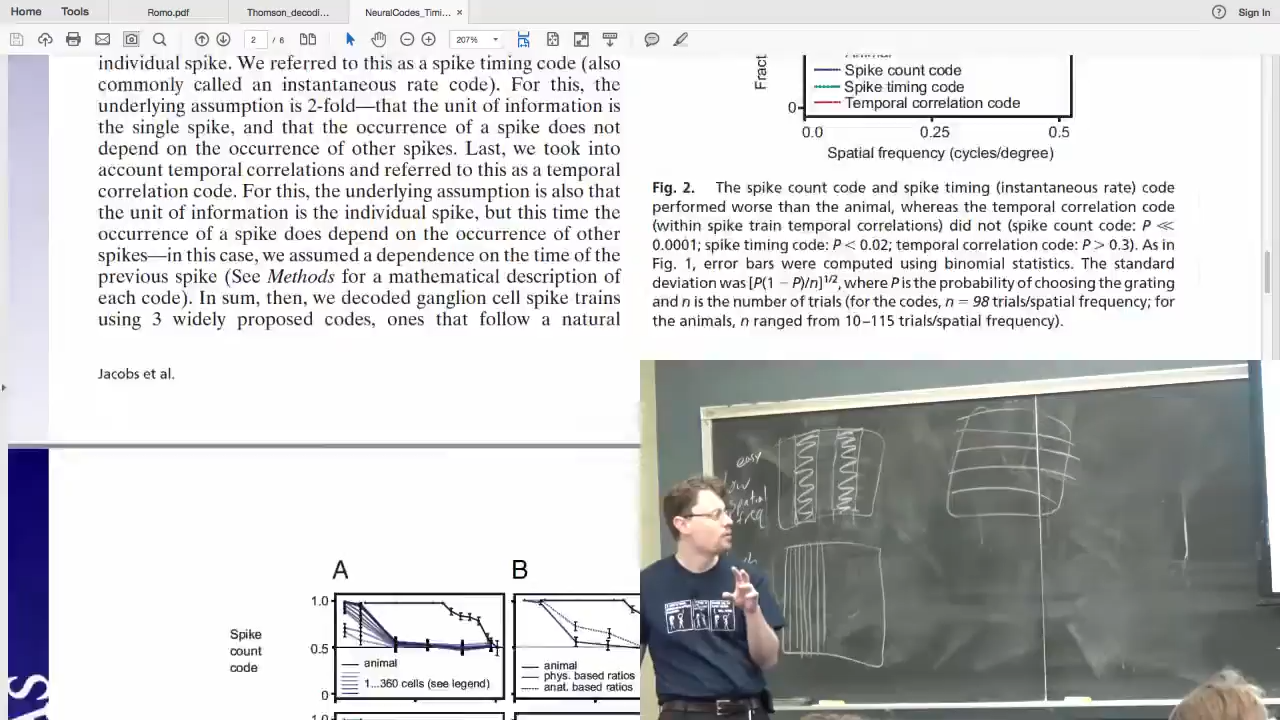 Home Tools Romo.pdf Thomson_decodi... NeuralCodes_Timi... × Sign In
2 / 6 207%
individual spike. We referred to this as a spike timing code (also
commonly called an instantaneous rate code). For this, the
underlying assumption is 2-fold—that the unit of information is
the single spike, and that the occurrence of a spike does not
depend on the occurrence of other spikes. Last, we took into
account temporal correlations and referred to this as a temporal
correlation code. For this, the underlying assumption is also that
the unit of information is the individual spike, but this time the
occurrence of a spike does depend on the occurrence of other
spikes—in this case, we assumed a dependence on the time of the
previous spike (See Methods for a mathematical description of
each code). In sum, then, we decoded ganglion cell spike trains
using 3 widely proposed codes, ones that follow a natural
Jacobs et al.
Fract
0
Spike count code
Spike timing code
Temporal correlation code
0.0 0.25 0.5
Spatial frequency (cycles/degree)
Fig. 2. The spike count code and spike timing (instantaneous rate) code
performed worse than the animal, whereas the temporal correlation code
(within spike train temporal correlations) did not (spike count code: P ≪
0.0001; spike timing code: P < 0.02; temporal correlation code: P > 0.3). As in
Fig. 1, error bars were computed using binomial statistics. The standard
deviation was [P(1 − P)/n]1/2, where P is the probability of choosing the grating
and n is the number of trials (for the codes, n = 98 trials/spatial frequency; for
the animals, n ranged from 10–115 trials/spatial frequency).
A B
Spike
count
code
1.0
0.5
0
animal
1...360 cells (see legend)
1.0
0.5
0
animal
phys. based ratios
anat. based ratios
1.0
easy
low
spatial
freq